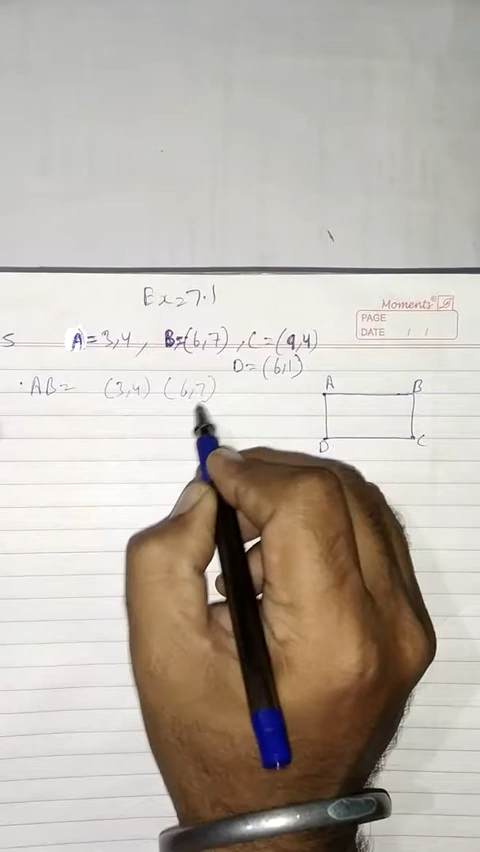 Ex=7.1
Moments
PAGE
DATE / /
5 A=3,4, B=(6,7), C=(9,4)
D=(6,1)
·AB= (3,4) (6,7)
A B
D C